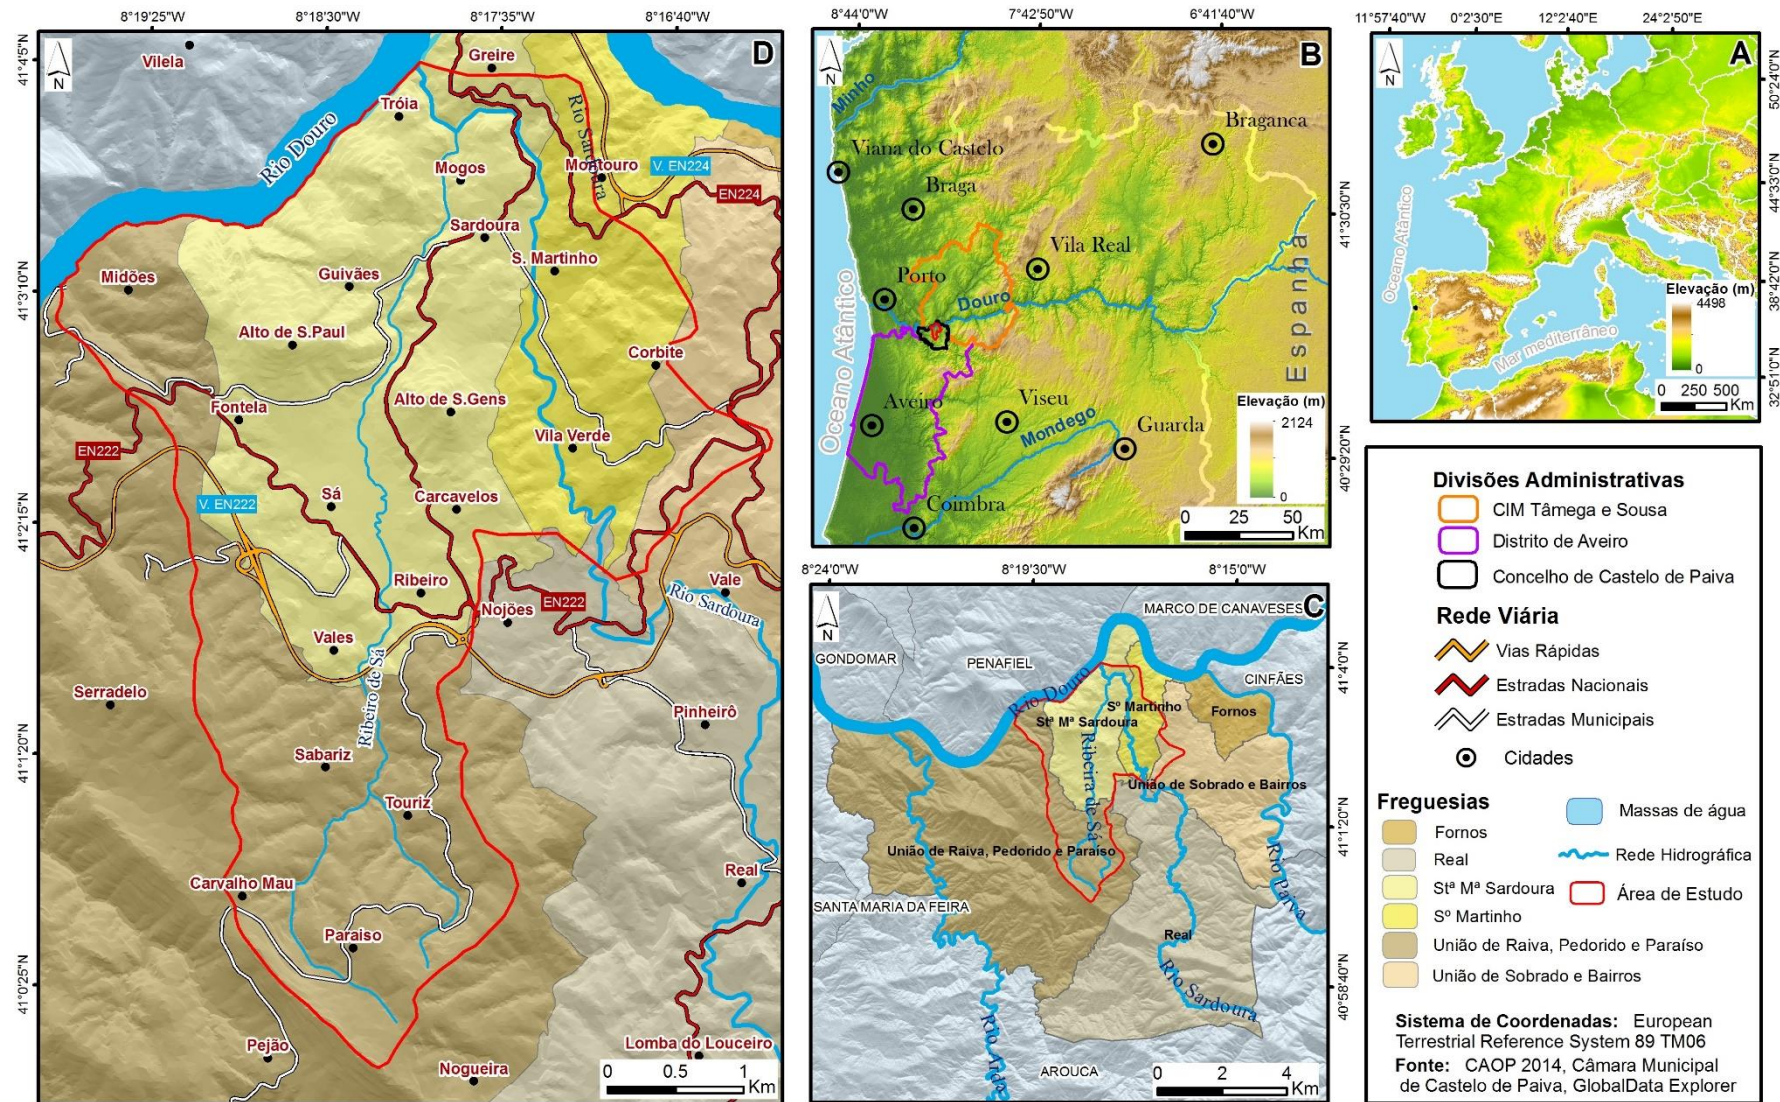 8°19'25"W
8°18'30"W
8°17'35"W
8°16'40"W
41°4'5"N
41°3'10"N
41°2'15"N
41°1'20"N
41°0'25"N
N
D
Vilela
Greire
Tróia
Rio Douro
Rio Sardoura
Mogos
Montouro
V. EN224
EN224
Sardoura
S. Martinho
Midões
Guivães
Alto de S.Paul
Corbite
Fontela
Alto de S.Gens
Vila Verde
EN222
V. EN222
Sá
Carcavelos
Ribeiro
Nojões
EN222
Vale
Rio Sardoura
Vales
Ribeiro de Sá
Serradelo
Pinheirô
Sabariz
Touriz
Carvalho Mau
Real
Paraiso
Pejão
Nogueira
Lomba do Louceiro
0 0.5 1
Km
8°44'0"W
7°42'50"W
6°41'0"W
41°30'30"N
40°29'20"N
N
B
Minho
Viana do Castelo
Braganca
Braga
Vila Real
Porto
Douro
Oceano Atântico
Espanha
Aveiro
Viseu
Mondego
Guarda
Coimbra
Elevação (m)
2124
0
0 25 50
Km
11°57'40"W
0°2'30"E
12°2'40"E
24°2'50"E
50°24'0"N
44°33'0"N
38°42'0"N
32°51'0"N
N
A
Oceano Atântico
Mar mediterrâneo
Elevação (m)
4498
0
0 250 500
Km
8°24'0"W
8°19'30"W
8°15'0"W
41°4'0"N
41°1'20"N
40°58'40"N
N
C
MARCO DE CANAVESES
GONDOMAR
PENAFIEL
CINFÃES
Rio Douro
Sº Martinho
Fornos
Stª Mª Sardoura
Ribeira de Sá
União de Sobrado e Bairros
União de Raiva, Pedorido e Paraíso
Rio Paiva
SANTA MARIA DA FEIRA
Real
Rio Sardoura
Rio Arda
AROUCA
0 2 4
Km
Divisões Administrativas
CIM Tâmega e Sousa
Distrito de Aveiro
Concelho de Castelo de Paiva
Rede Viária
Vias Rápidas
Estradas Nacionais
Estradas Municipais
Cidades
Freguesias
Fornos
Real
Stª Mª Sardoura
Sº Martinho
União de Raiva, Pedorido e Paraíso
União de Sobrado e Bairros
Massas de água
Rede Hidrográfica
Área de Estudo
Sistema de Coordenadas: European
Terrestrial Reference System 89 TM06
Fonte: CAOP 2014, Câmara Municipal
de Castelo de Paiva, GlobalData Explorer